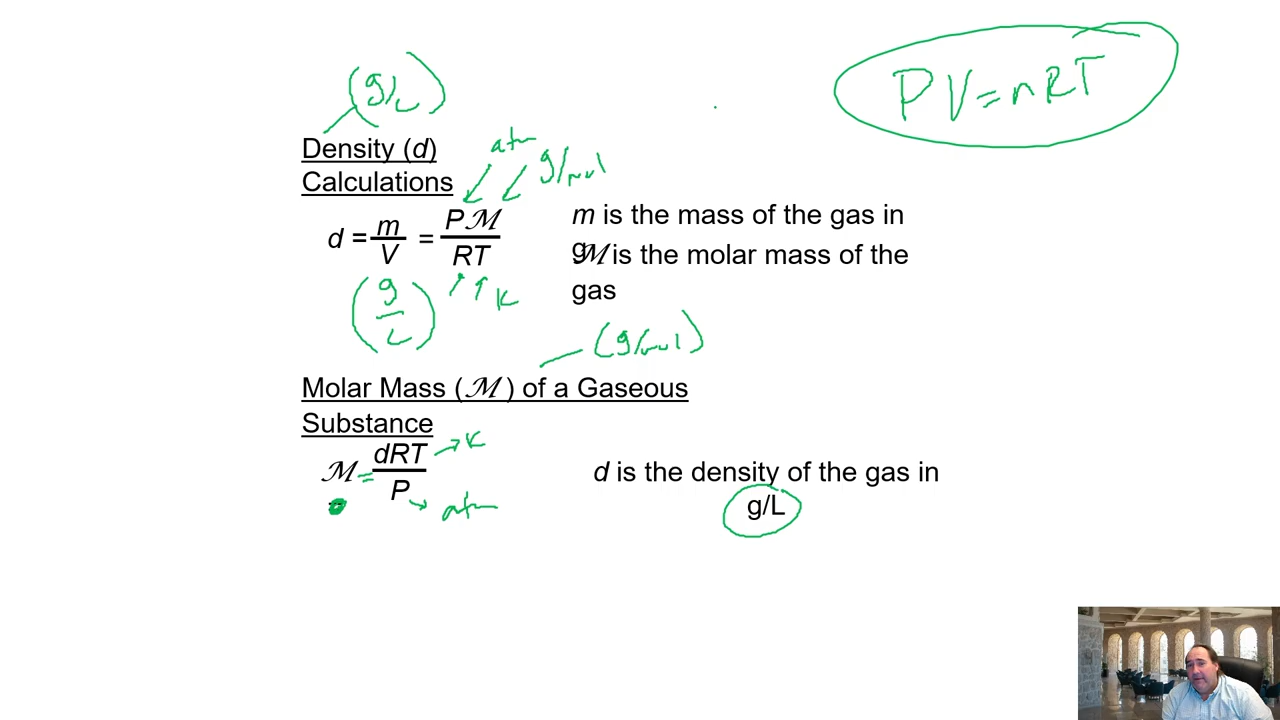 (g/L)
PV=nRT
atm
g/mol
Density (d)
Calculations
d = m/V = Pℳ/RT
m is the mass of the gas in
g
ℳ is the molar mass of the
gas
(g/L)
K
(g/mol)
Molar Mass (ℳ) of a Gaseous
Substance
ℳ = dRT/P
K
atm
d is the density of the gas in
g/L